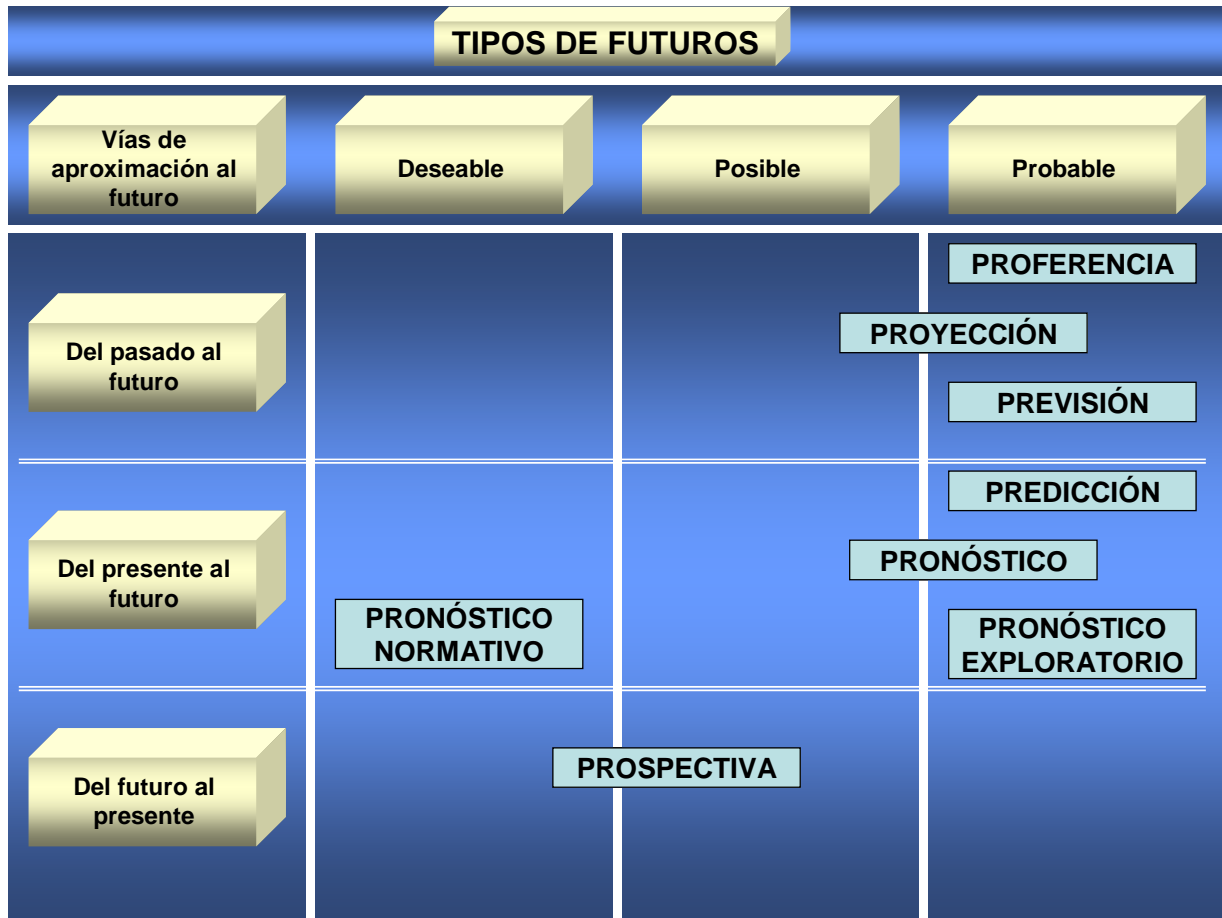 TIPOS DE FUTUROS
Vías de
aproximación al
futuro
Deseable
Posible
Probable
Del pasado al
futuro
PROFERENCIA
PROYECCIÓN
PREVISIÓN
Del presente al
futuro
PREDICCIÓN
PRONÓSTICO
PRONÓSTICO
NORMATIVO
PRONÓSTICO
EXPLORATORIO
Del futuro al
presente
PROSPECTIVA